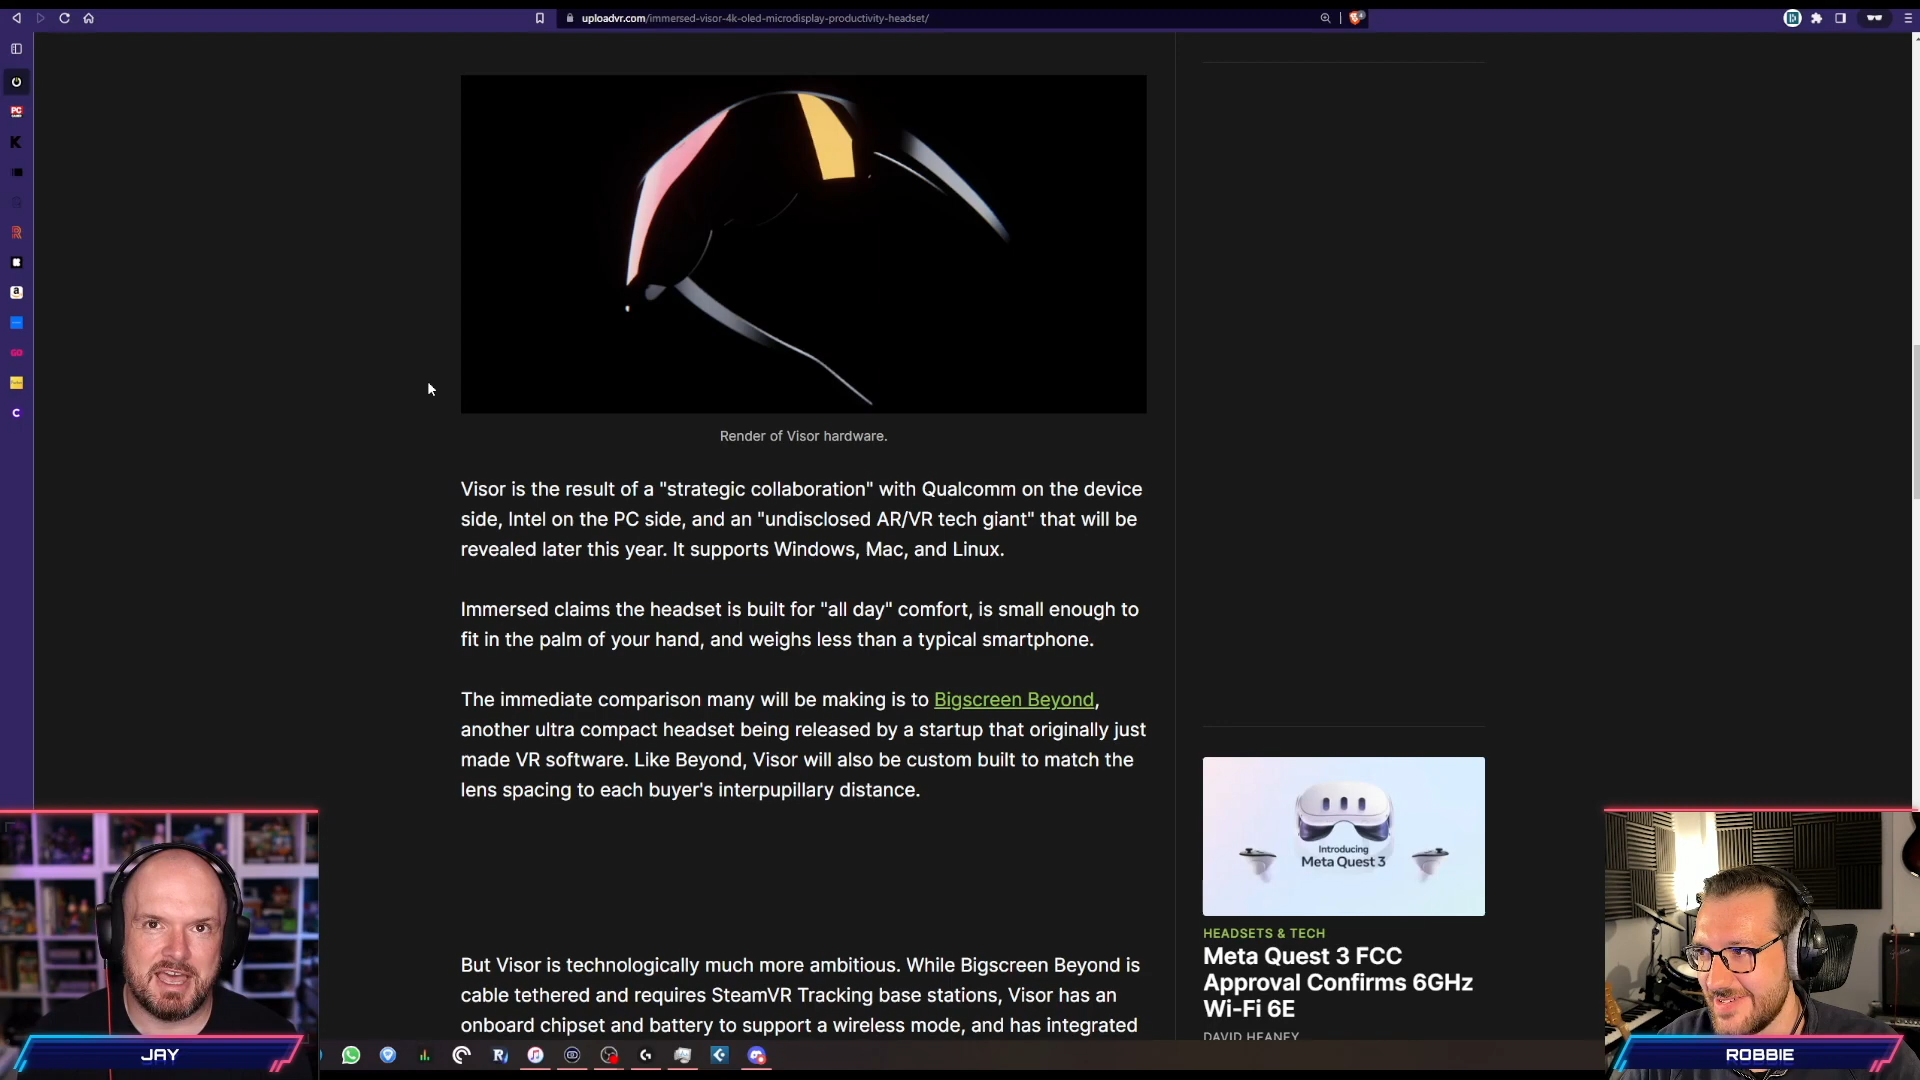 uploadvr.com/immersed-visor-4k-oled-microdisplay-productivity-headset/
Render of Visor hardware.
Visor is the result of a "strategic collaboration" with Qualcomm on the device
side, Intel on the PC side, and an "undisclosed AR/VR tech giant" that will be
revealed later this year. It supports Windows, Mac, and Linux.
Immersed claims the headset is built for "all day" comfort, is small enough to
fit in the palm of your hand, and weighs less than a typical smartphone.
The immediate comparison many will be making is to Bigscreen Beyond,
another ultra compact headset being released by a startup that originally just
made VR software. Like Beyond, Visor will also be custom built to match the
lens spacing to each buyer's interpupillary distance.
But Visor is technologically much more ambitious. While Bigscreen Beyond is
cable tethered and requires SteamVR Tracking base stations, Visor has an
onboard chipset and battery to support a wireless mode, and has integrated
Introducing
Meta Quest 3
HEADSETS & TECH
Meta Quest 3 FCC
Approval Confirms 6GHz
Wi-Fi 6E
DAVID HEANEY
JAY
ROBBIE